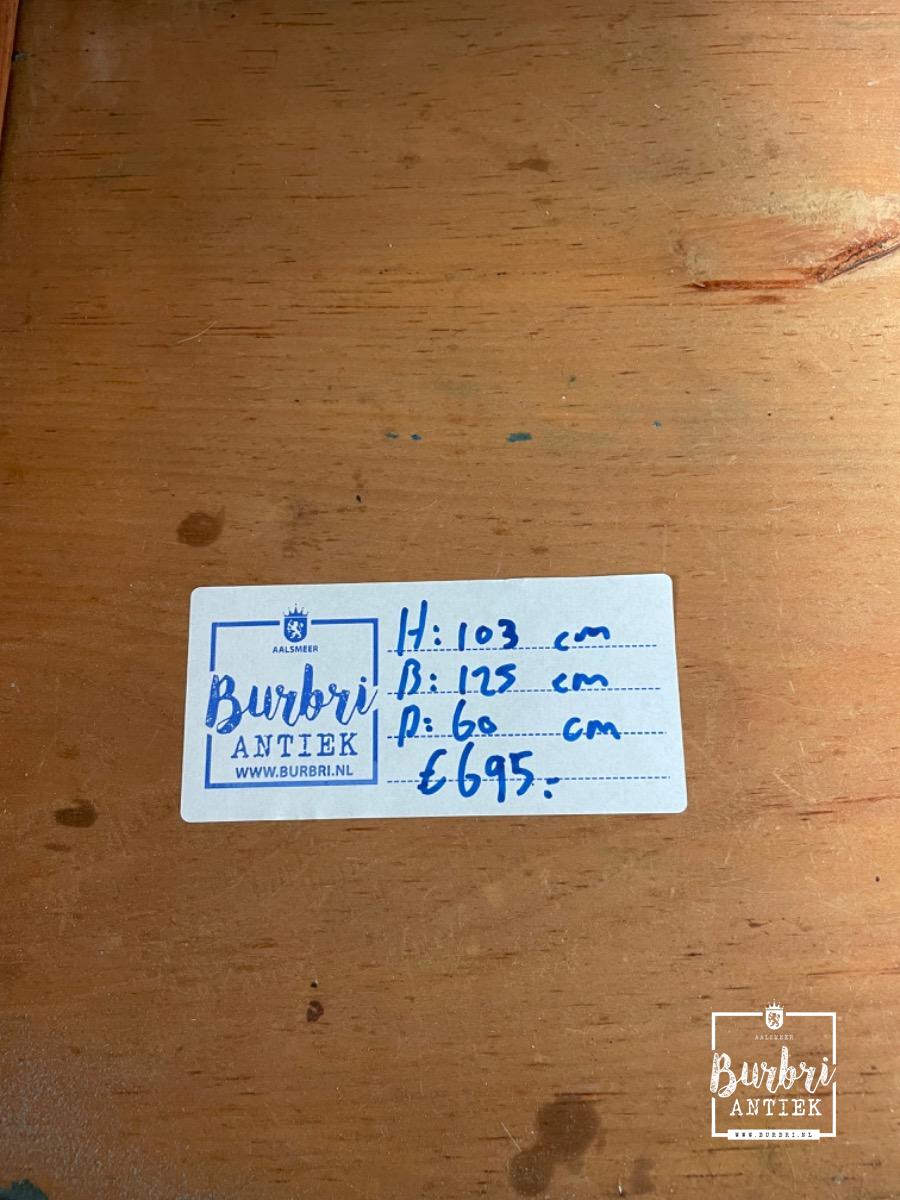 AALSMEER
Burbri
ANTIEK
WWW.BURBRI.NL
H: 103 cm
B: 125 cm
D: 60 cm
€695,-
AALSMEER
Burbri
ANTIEK
WWW.BURBRI.NL